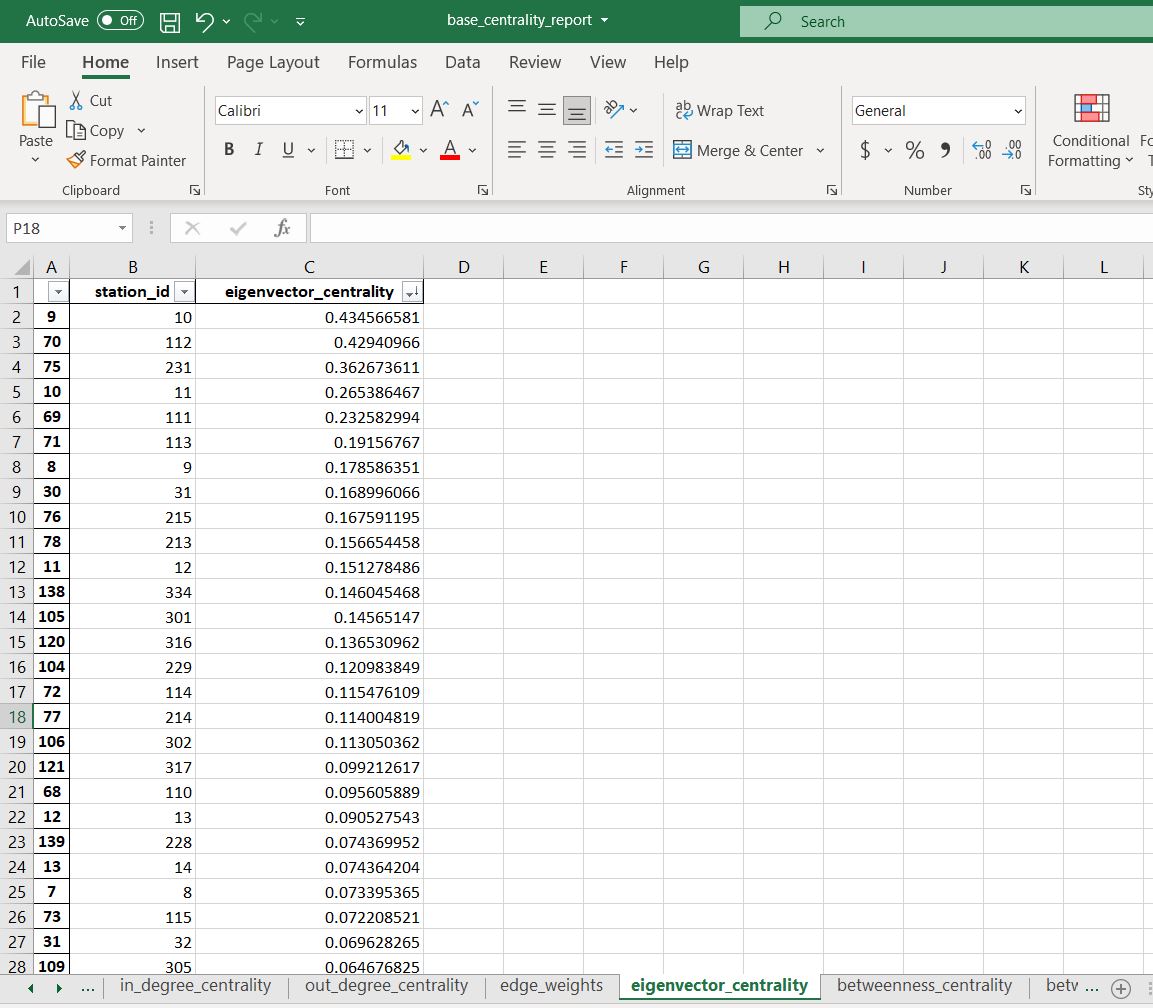 AutoSave Off base_centrality_report Search
File Home Insert Page Layout Formulas Data Review View Help
Cut
Copy
Paste
Format Painter
Clipboard
Calibri 11 A A
B I U A
Font
ab Wrap Text
Merge & Center
Alignment
General
$ % , .00 .00
Number
Conditional
Formatting
P18 fx
A B C D E F G H I J K L
1 station_id eigenvector_centrality
2 9 10 0.434566581
3 70 112 0.42940966
4 75 231 0.362673611
5 10 11 0.265386467
6 69 111 0.232582994
7 71 113 0.19156767
8 8 9 0.178586351
9 30 31 0.168996066
10 76 215 0.167591195
11 78 213 0.156654458
12 11 12 0.151278486
13 138 334 0.146045468
14 105 301 0.14565147
15 120 316 0.136530962
16 104 229 0.120983849
17 72 114 0.115476109
18 77 214 0.114004819
19 106 302 0.113050362
20 121 317 0.099212617
21 68 110 0.095605889
22 12 13 0.090527543
23 139 228 0.074369952
24 13 14 0.074364204
25 7 8 0.073395365
26 73 115 0.072208521
27 31 32 0.069628265
28 109 305 0.064676825
... in_degree_centrality out_degree_centrality edge_weights eigenvector_centrality betweenness_centrality betw ...